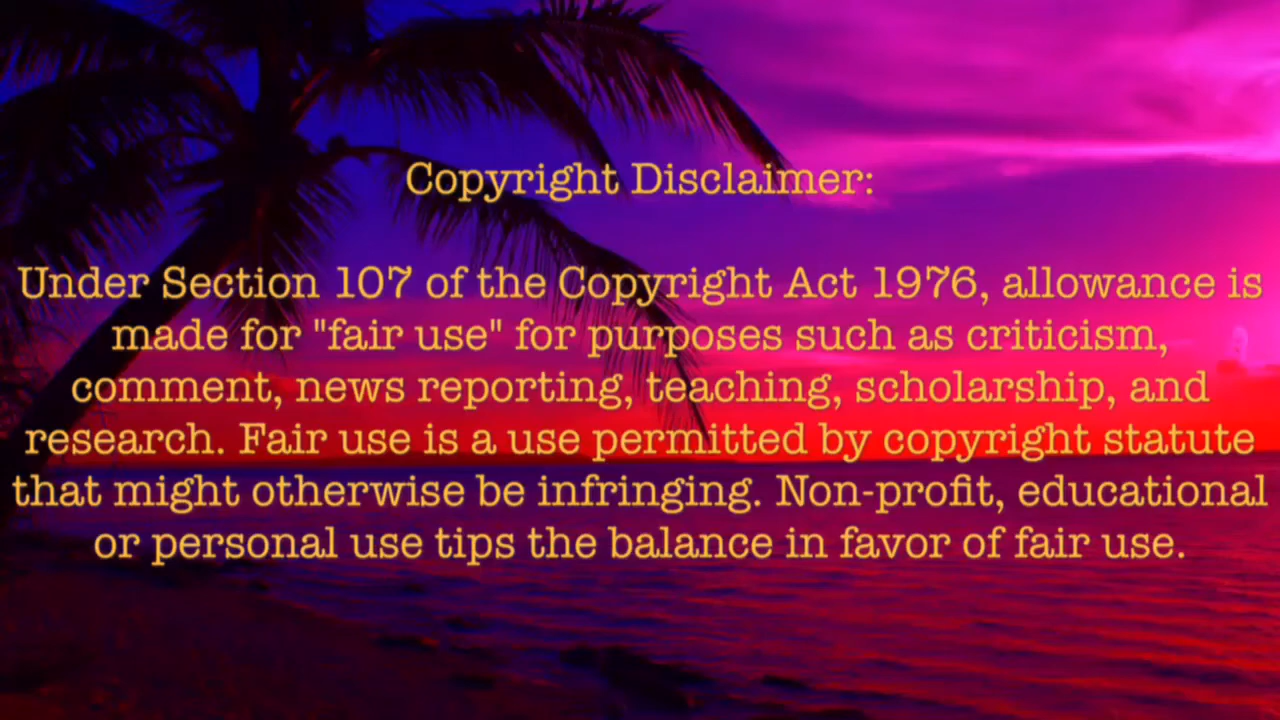 Copyright Disclaimer:
Under Section 107 of the Copyright Act 1976, allowance is
made for "fair use" for purposes such as criticism,
comment, news reporting, teaching, scholarship, and
research. Fair use is a use permitted by copyright statute
that might otherwise be infringing. Non-profit, educational
or personal use tips the balance in favor of fair use.